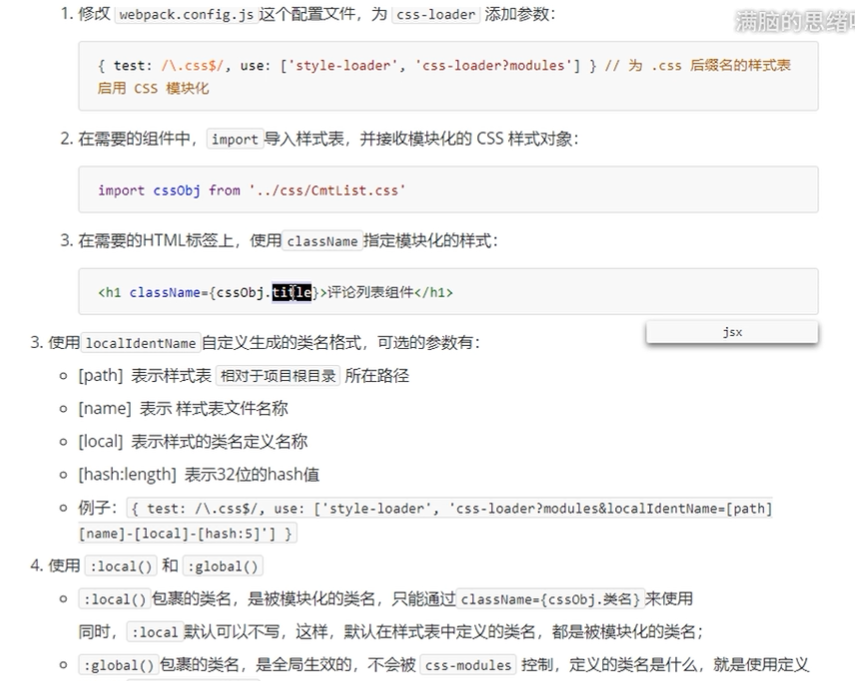 满脑的思绪
1. 修改 webpack.config.js 这个配置文件，为 css-loader 添加参数：
{ test: /\.css$/, use: ['style-loader', 'css-loader?modules'] } // 为 .css 后缀名的样式表
启用 CSS 模块化
2. 在需要的组件中， import 导入样式表，并接收模块化的 CSS 样式对象：
import cssObj from '../css/CmtList.css'
3. 在需要的HTML标签上，使用 className 指定模块化的样式：
<h1 className={cssObj.title}>评论列表组件</h1>
jsx
3. 使用 localIdentName 自定义生成的类名格式，可选的参数有：
[path] 表示样式表 相对于项目根目录 所在路径
[name] 表示 样式表文件名称
[local] 表示样式的类名定义名称
[hash:length] 表示32位的hash值
例子： { test: /\.css$/, use: ['style-loader', 'css-loader?modules&localIdentName=[path]
[name]-[local]-[hash:5]'] }
4. 使用 :local() 和 :global()
:local() 包裹的类名，是被模块化的类名，只能通过 className={cssObj.类名} 来使用
同时， :local 默认可以不写，这样，默认在样式表中定义的类名，都是被模块化的类名；
:global() 包裹的类名，是全局生效的，不会被 css-modules 控制，定义的类名是什么，就是使用定义